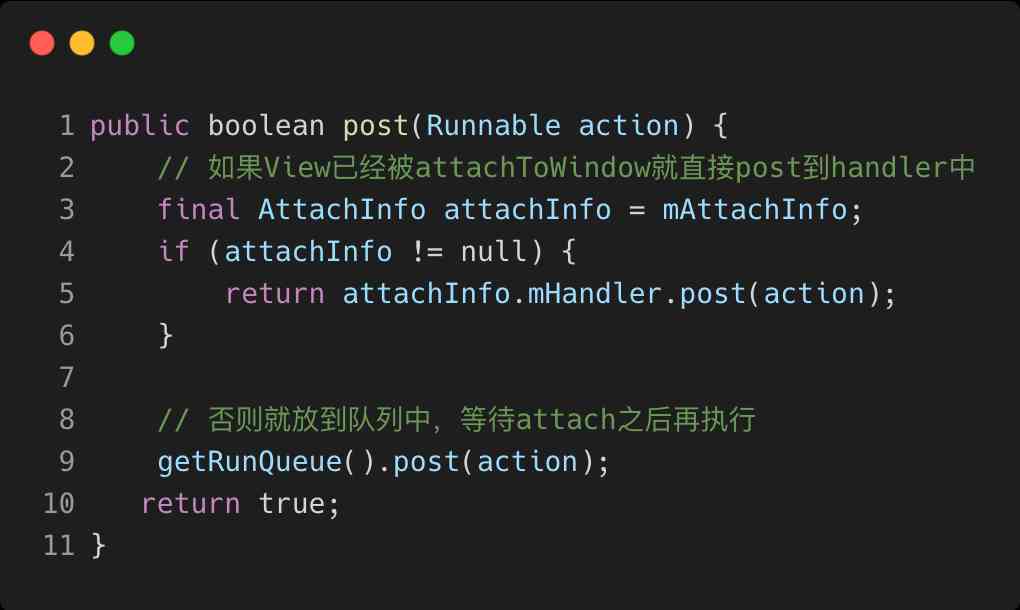 1 public boolean post(Runnable action) {
2     // 如果View已经被attachToWindow就直接post到handler中
3     final AttachInfo attachInfo = mAttachInfo;
4     if (attachInfo != null) {
5         return attachInfo.mHandler.post(action);
6     }
7
8     // 否则就放到队列中，等待attach之后再执行
9     getRunQueue().post(action);
10    return true;
11 }